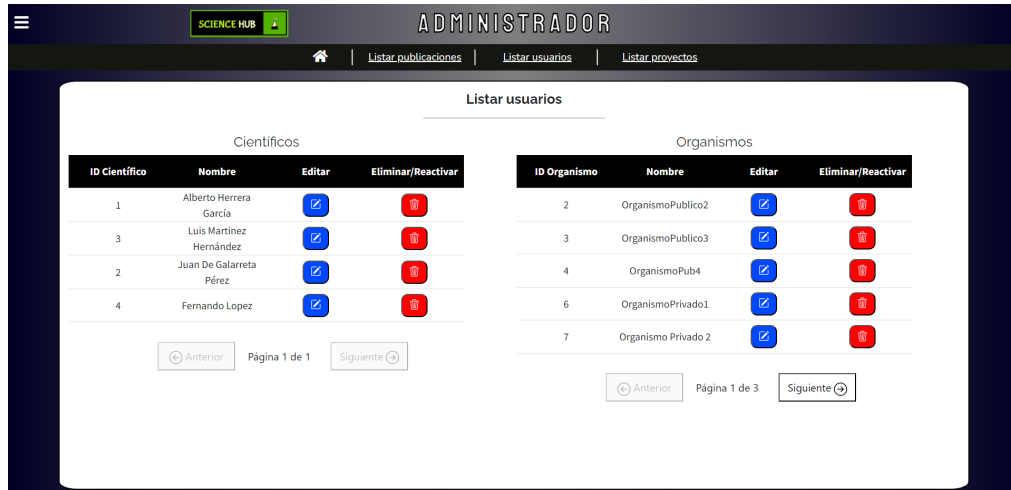 SCIENCE HUB
ADMINISTRADOR
Listar publicaciones
Listar usuarios
Listar proyectos
Listar usuarios
Científicos
ID Científico Nombre Editar Eliminar/Reactivar
1 Alberto Herrera
García
3 Luis Martinez
Hernández
2 Juan De Galarreta
Pérez
4 Fernando Lopez
Anterior Página 1 de 1 Siguiente
Organismos
ID Organismo Nombre Editar Eliminar/Reactivar
2 OrganismoPublico2
3 OrganismoPublico3
4 OrganismoPub4
6 OrganismoPrivado1
7 Organismo Privado 2
Anterior Página 1 de 3 Siguiente